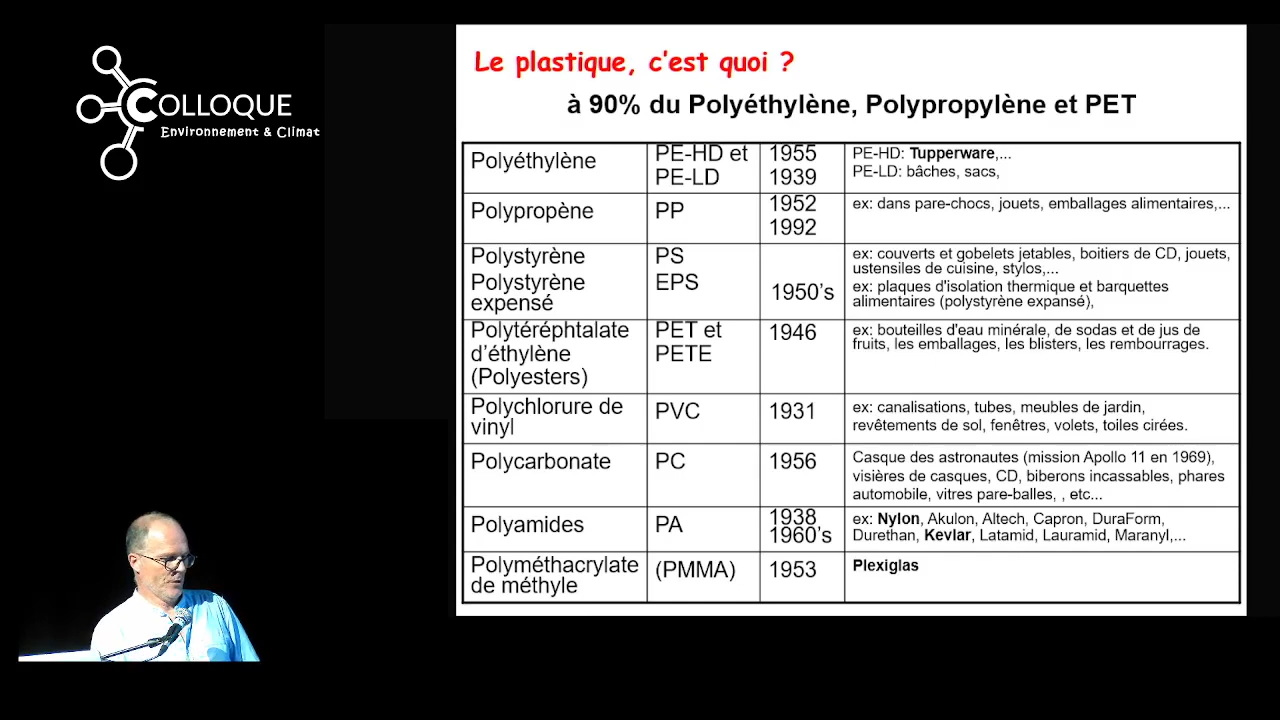 COLLOQUE
Environnement & Climat
Le plastique, c'est quoi ?
à 90% du Polyéthylène, Polypropylène et PET
Polyéthylène
PE-HD et
PE-LD
1955
1939
PE-HD: Tupperware,...
PE-LD: bâches, sacs,
Polypropène
PP
1952
1992
ex: dans pare-chocs, jouets, emballages alimentaires,...
Polystyrène
Polystyrène
expensé
PS
EPS
1950's
ex: couverts et gobelets jetables, boitiers de CD, jouets,
ustensiles de cuisine, stylos,...
ex: plaques d'isolation thermique et barquettes
alimentaires (polystyrène expansé),
Polytéréphtalate
d'éthylène
(Polyesters)
PET et
PETE
1946
ex: bouteilles d'eau minérale, de sodas et de jus de
fruits, les emballages, les blisters, les rembourrages.
Polychlorure de
vinyl
PVC
1931
ex: canalisations, tubes, meubles de jardin,
revêtements de sol, fenêtres, volets, toiles cirées.
Polycarbonate
PC
1956
Casque des astronautes (mission Apollo 11 en 1969),
visières de casques, CD, biberons incassables, phares
automobile, vitres pare-balles, , etc...
Polyamides
PA
1938
1960's
ex: Nylon, Akulon, Altech, Capron, DuraForm,
Durethan, Kevlar, Latamid, Lauramid, Maranyl,...
Polyméthacrylate
de méthyle
(PMMA)
1953
Plexiglas